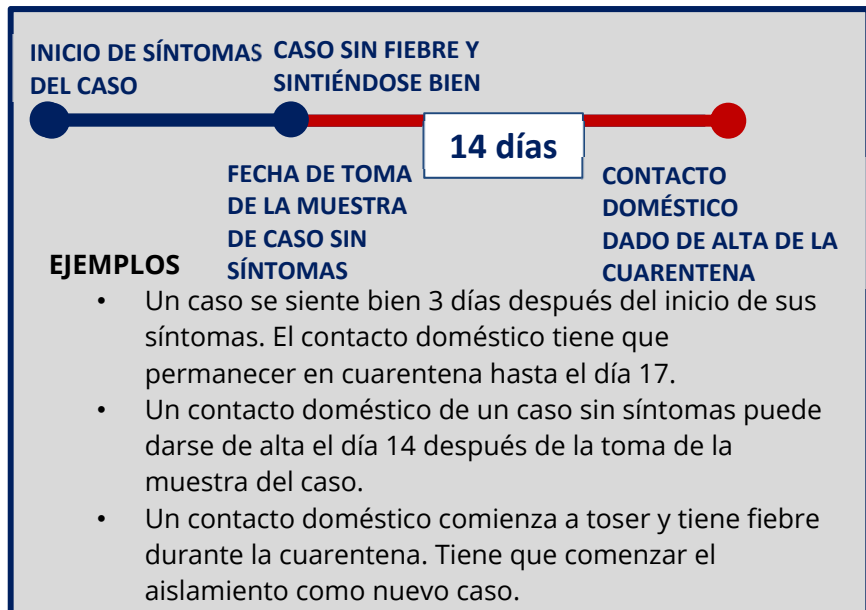 INICIO DE SÍNTOMAS
DEL CASO
CASO SIN FIEBRE Y
SINTIÉNDOSE BIEN
14 días
FECHA DE TOMA
DE LA MUESTRA
DE CASO SIN
SÍNTOMAS
CONTACTO
DOMÉSTICO
DADO DE ALTA DE LA
CUARENTENA
EJEMPLOS
• Un caso se siente bien 3 días después del inicio de sus
síntomas. El contacto doméstico tiene que
permanecer en cuarentena hasta el día 17.
• Un contacto doméstico de un caso sin síntomas puede
darse de alta el día 14 después de la toma de la
muestra del caso.
• Un contacto doméstico comienza a toser y tiene fiebre
durante la cuarentena. Tiene que comenzar el
aislamiento como nuevo caso.